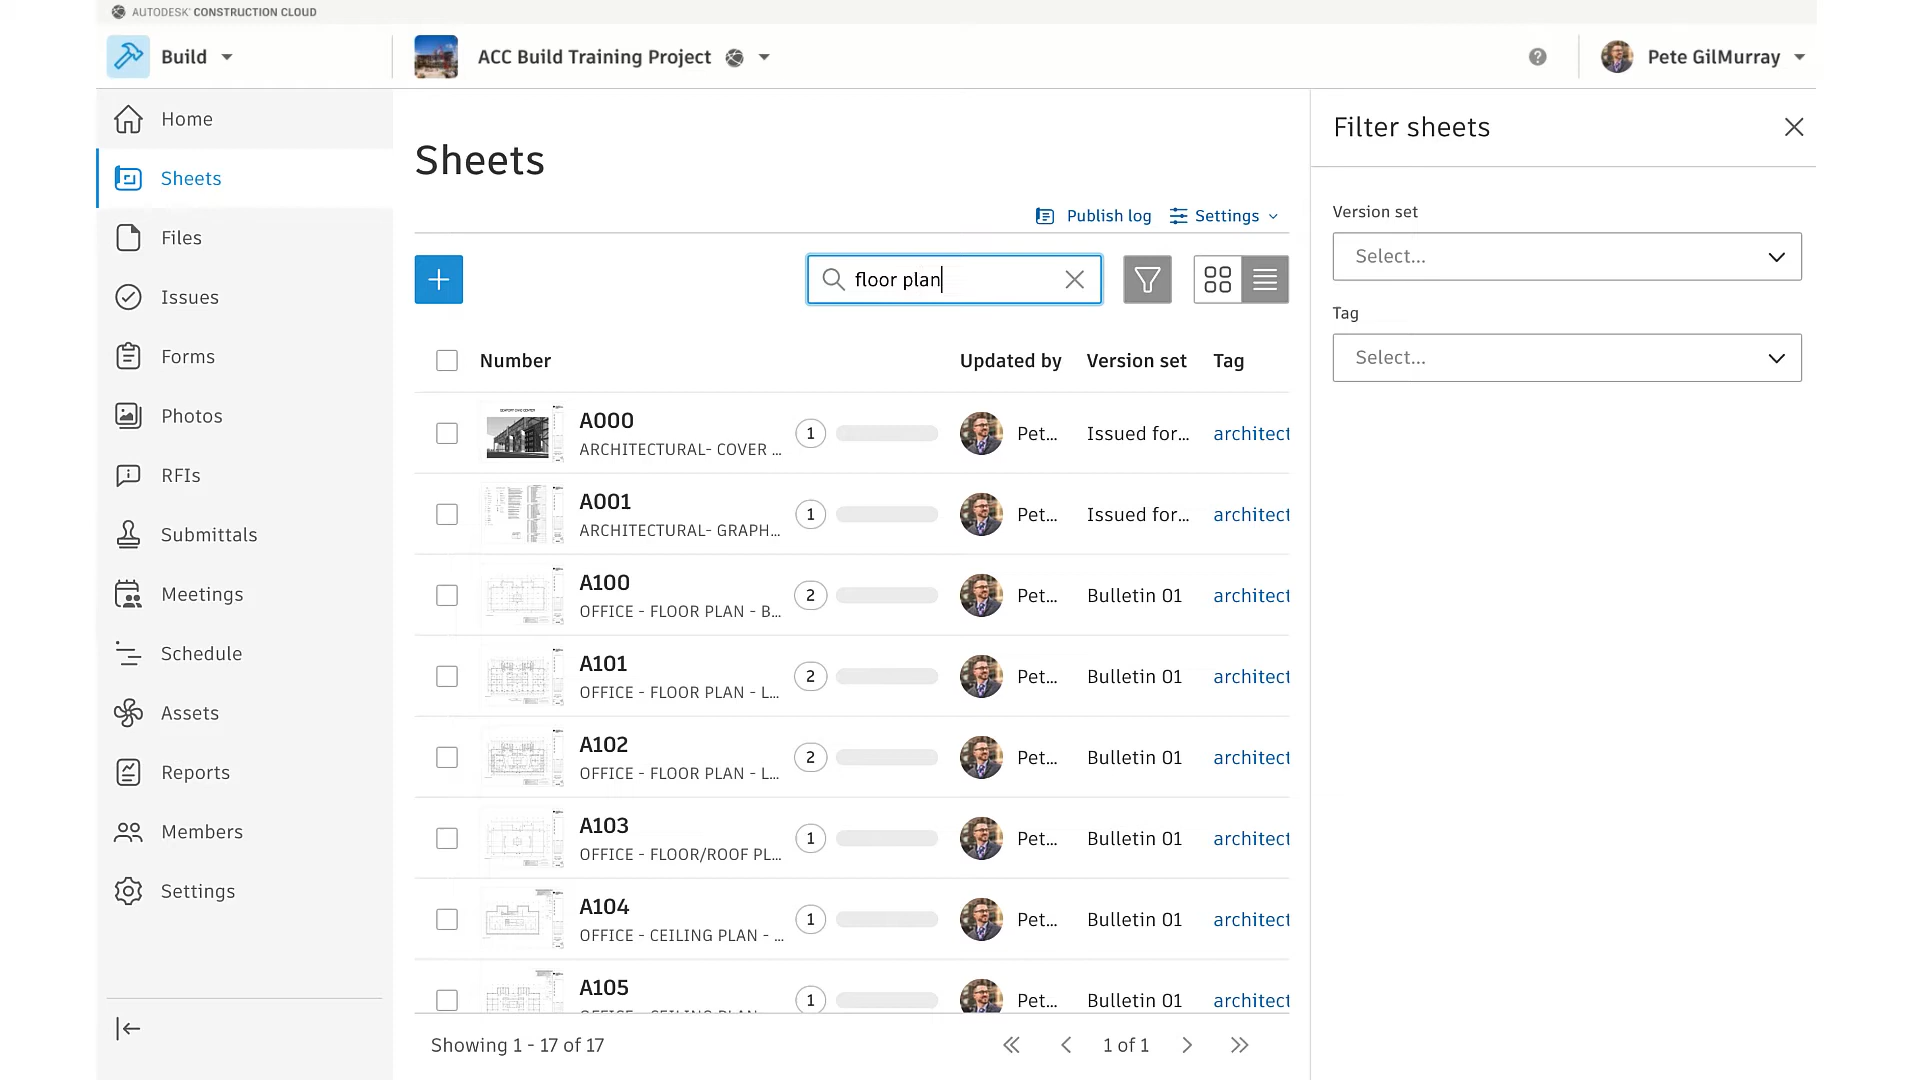 AUTODESK CONSTRUCTION CLOUD
Build
ACC Build Training Project
Pete GilMurray
Home
Sheets
Files
Issues
Forms
Photos
RFIs
Submittals
Meetings
Schedule
Assets
Reports
Members
Settings
Sheets
Publish log
Settings
floor plan
Number
Updated by
Version set
Tag
A000
ARCHITECTURAL- COVER ...
1
Pet...
Issued for...
architect
A001
ARCHITECTURAL- GRAPH...
1
Pet...
Issued for...
architect
A100
OFFICE - FLOOR PLAN - B...
2
Pet...
Bulletin 01
architect
A101
OFFICE - FLOOR PLAN - L...
2
Pet...
Bulletin 01
architect
A102
OFFICE - FLOOR PLAN - L...
2
Pet...
Bulletin 01
architect
A103
OFFICE - FLOOR/ROOF PL...
1
Pet...
Bulletin 01
architect
A104
OFFICE - CEILING PLAN - ...
1
Pet...
Bulletin 01
architect
A105
OFFICE - CEILING PLAN
1
Pet...
Bulletin 01
architect
Showing 1 - 17 of 17
1 of 1
Filter sheets
Version set
Select...
Tag
Select...